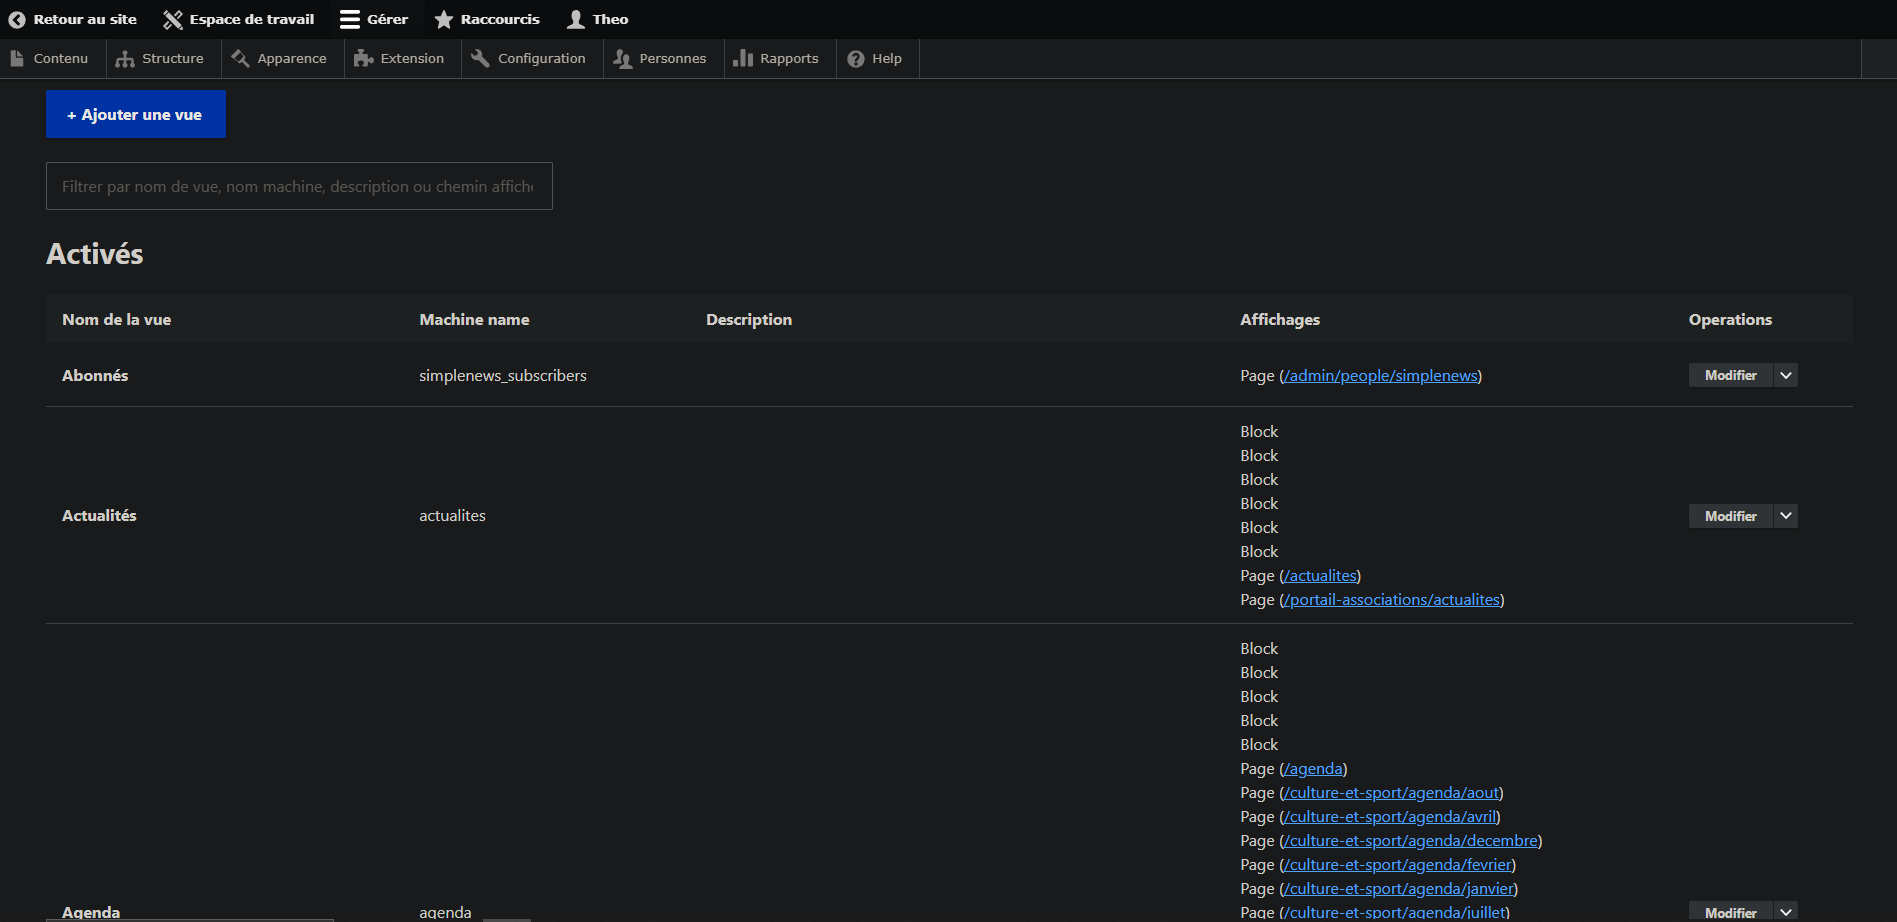 Retour au site Espace de travail Gérer Raccourcis Theo
Contenu Structure Apparence Extension Configuration Personnes Rapports Help
+ Ajouter une vue
Filtrer par nom de vue, nom machine, description ou chemin affich
Activés
Nom de la vue Machine name Description Affichages Operations
Abonnés simplenews_subscribers Page (/admin/people/simplenews) Modifier
Block
Block
Block
Block
Actualités actualites Modifier
Block
Block
Page (/actualites)
Page (/portail-associations/actualites)
Block
Block
Block
Block
Block
Page (/agenda)
Page (/culture-et-sport/agenda/aout)
Page (/culture-et-sport/agenda/avril)
Page (/culture-et-sport/agenda/decembre)
Page (/culture-et-sport/agenda/fevrier)
Page (/culture-et-sport/agenda/janvier)
Agenda agenda Page (/culture-et-sport/agenda/juillet) Modifier